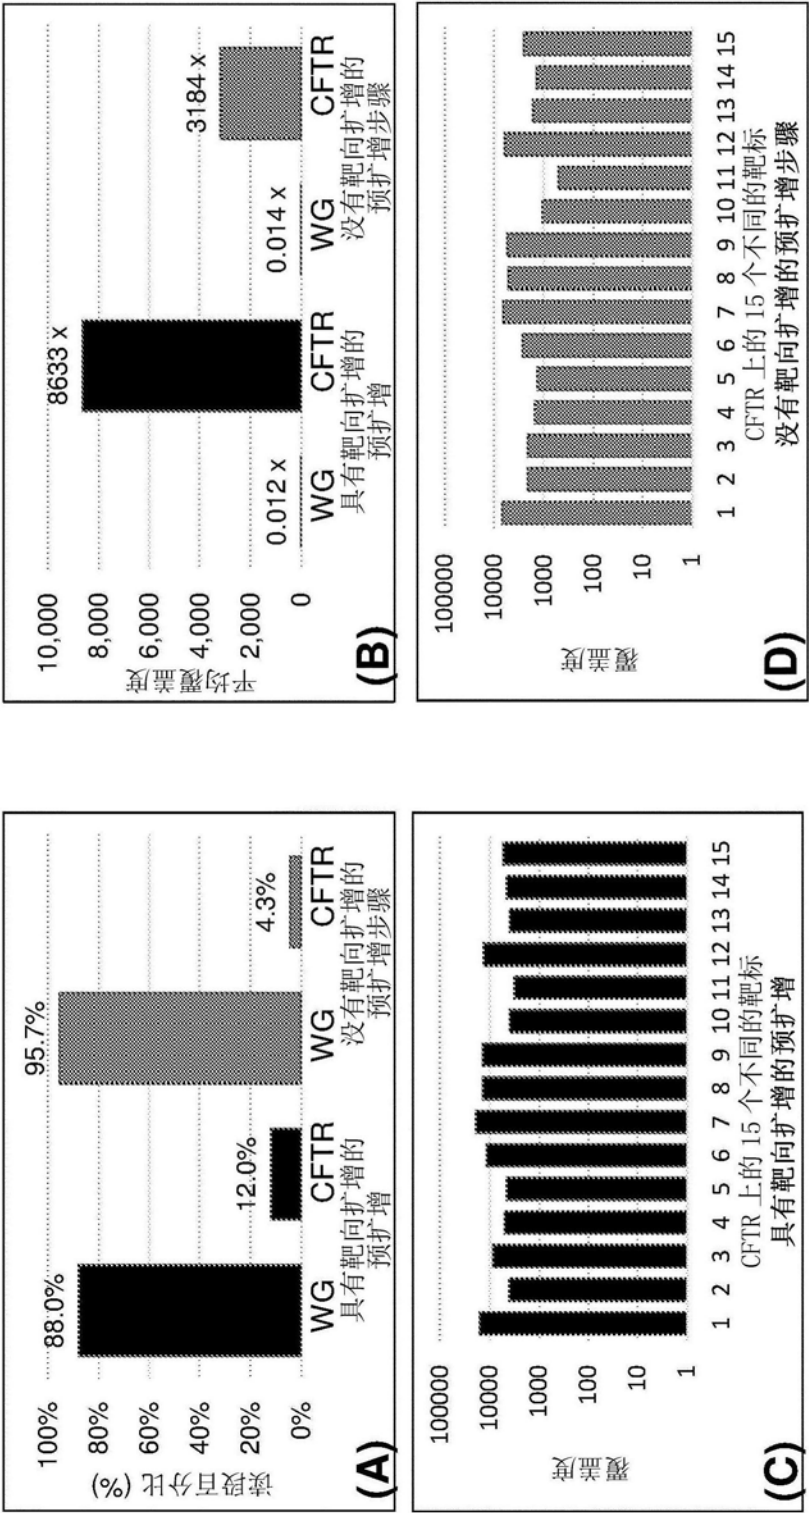 100%
80%
60%
40%
20%
0%
读段百分比 (%)
88.0%
12.0%
95.7%
4.3%
WG CFTR WG CFTR
具有靶向扩增的 没有靶向扩增的
预扩增 预扩增步骤
(A)
10,000
8,000
6,000
4,000
2,000
0
平均覆盖度
0.012 x
8633 x
0.014 x
3184 x
WG CFTR WG CFTR
具有靶向扩增的 没有靶向扩增的
预扩增 预扩增步骤
(B)
100000
10000
1000
100
10
1
覆盖度
1 2 3 4 5 6 7 8 9 10 11 12 13 14 15
CFTR 上的 15 个不同的靶标
具有靶向扩增的预扩增
(C)
100000
10000
1000
100
10
1
覆盖度
1 2 3 4 5 6 7 8 9 10 11 12 13 14 15
CFTR 上的 15 个不同的靶标
没有靶向扩增的预扩增步骤
(D)